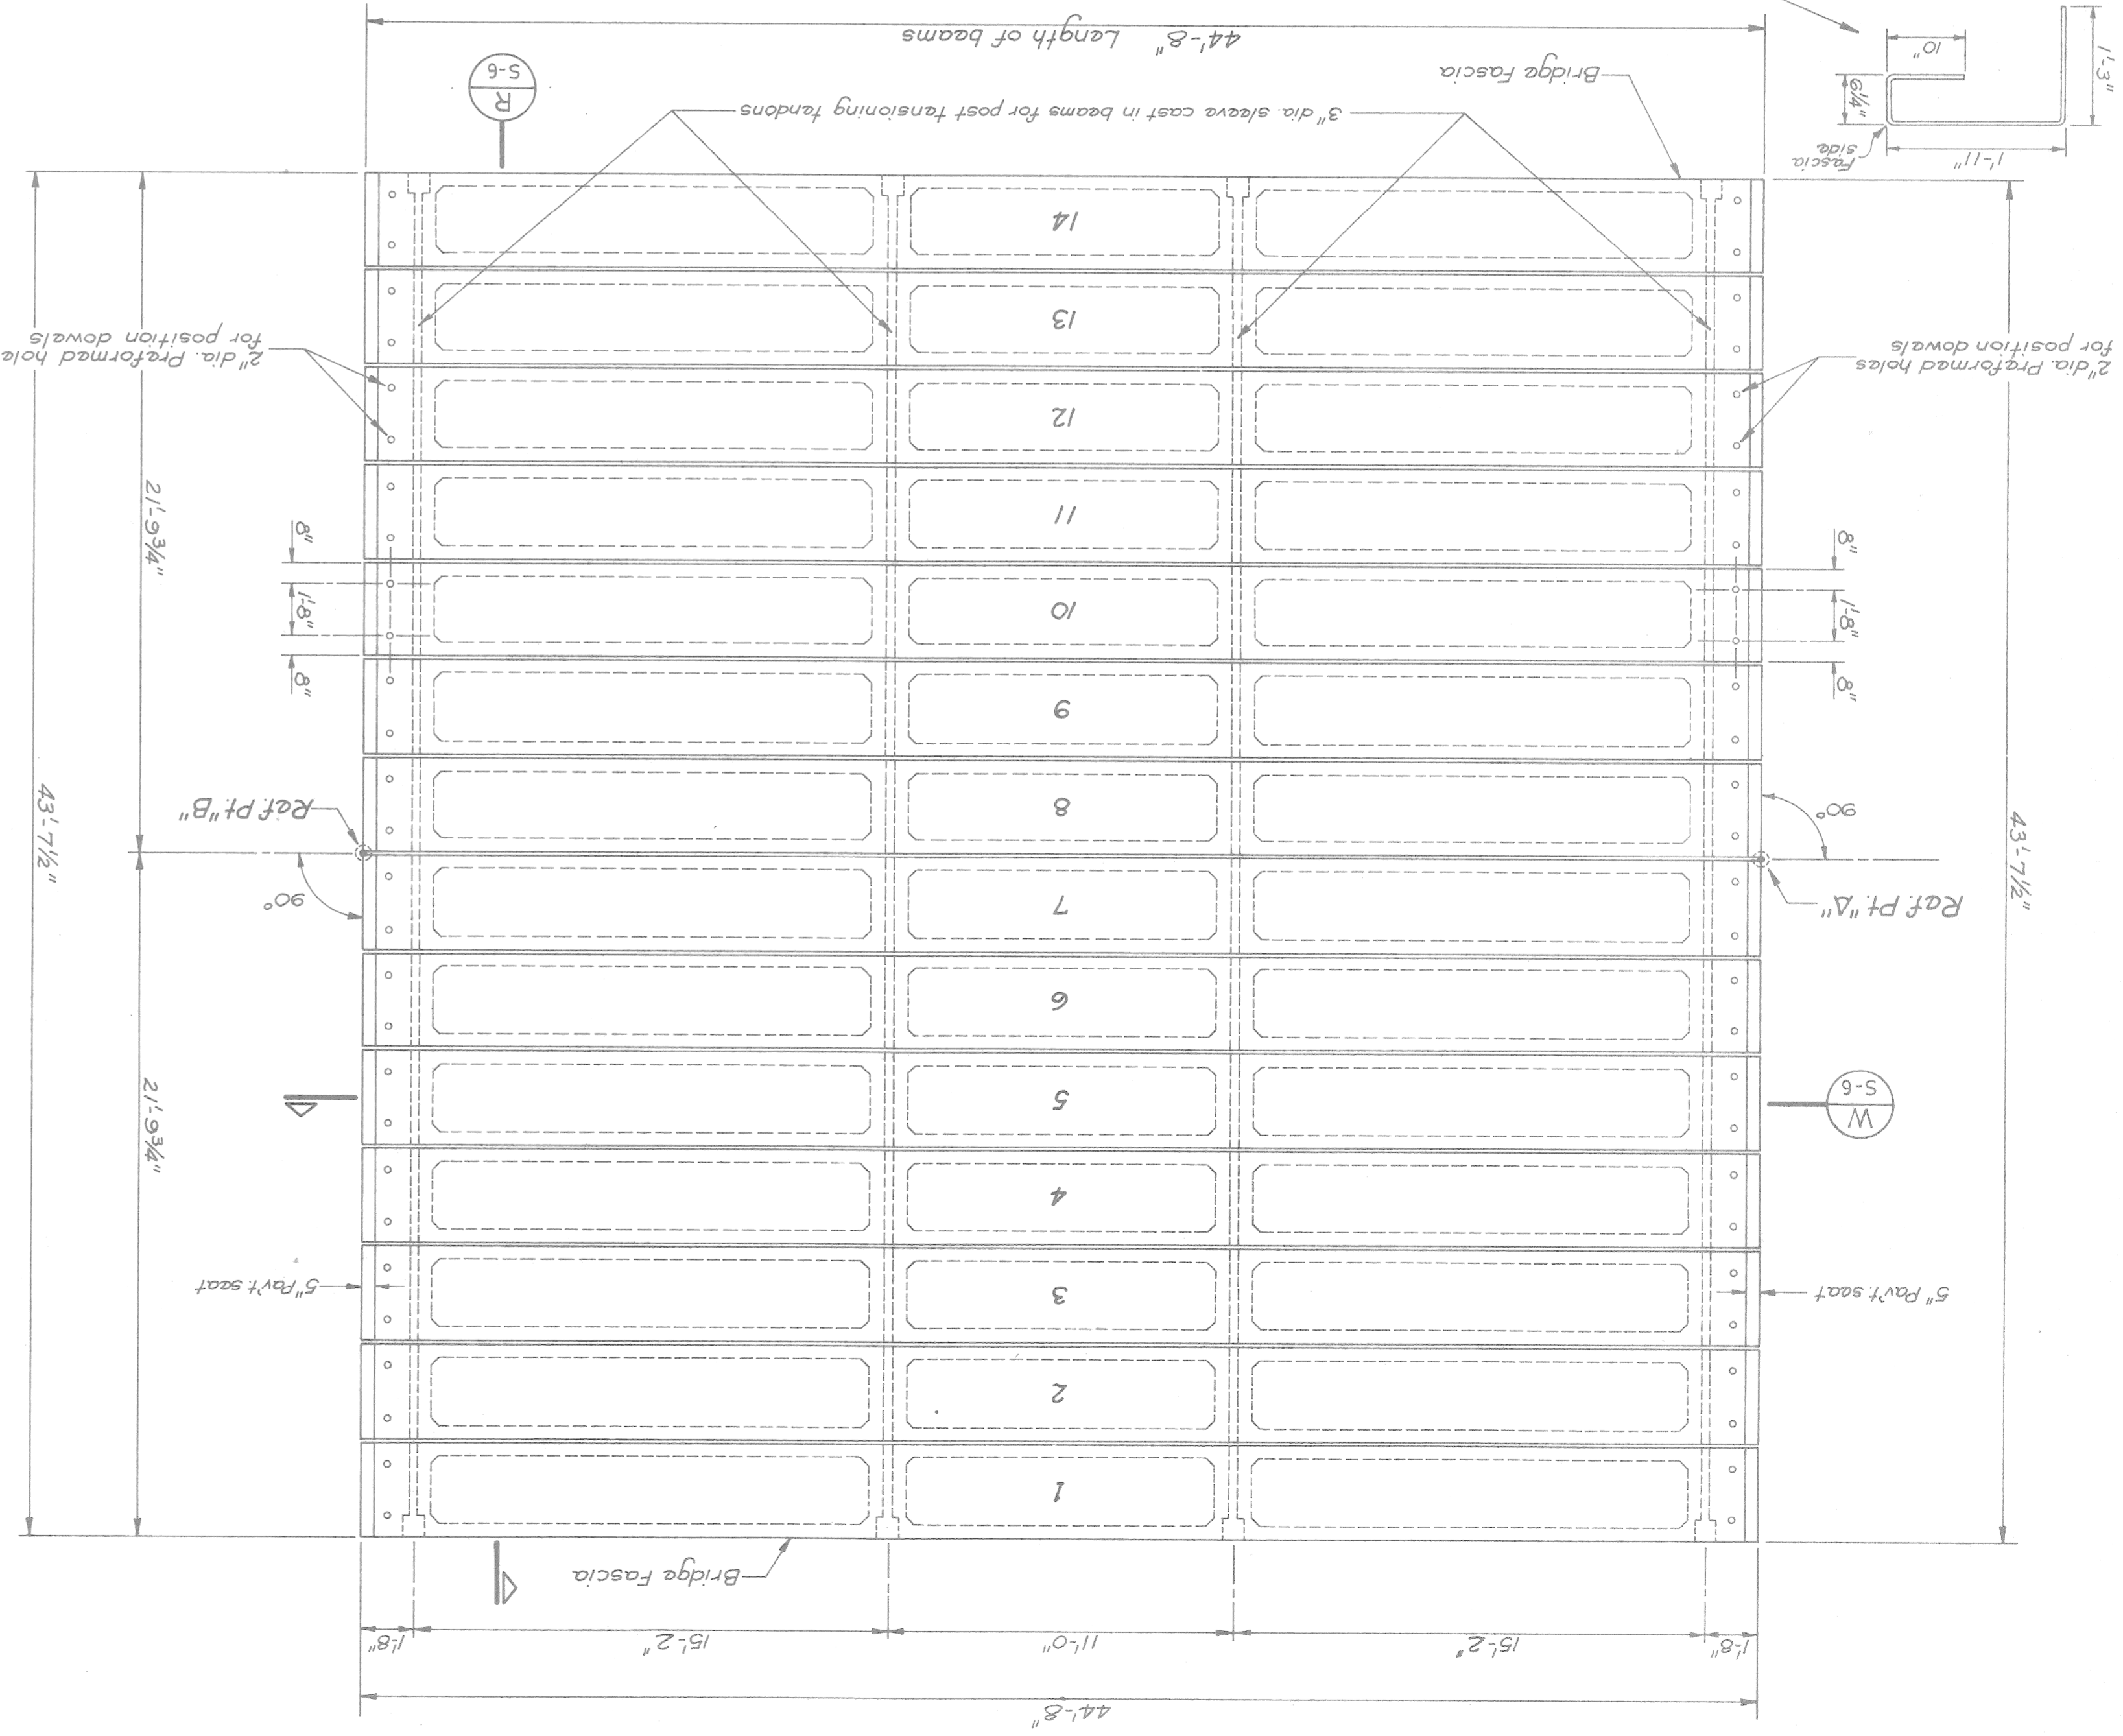 44'-8"
1'-8"
15'-2"
11'-0"
15'-2"
1'-8"
Bridge Fascia
1
2
3
5" Pav't seat
5" Pav't seat
4
21'-9¾"
W
S-6
5
6
43'-7½"
Ref. Pt. "A"
90°
7
90°
Ref. Pt. "B"
43'-7½"
8
9
8"
1'-8"
8"
10
8"
1'-8"
8"
11
21'-9¾"
12
2" dia. Preformed holes
for position dowels
2" dia. Preformed hole
for position dowels
13
14
1'-11"
Fascia
side
6¼"
10"
1'-3"
3" dia. sleeve cast in beams for post tensioning tendons
Bridge Fascia
R
S-6
44'-8" Length of beams